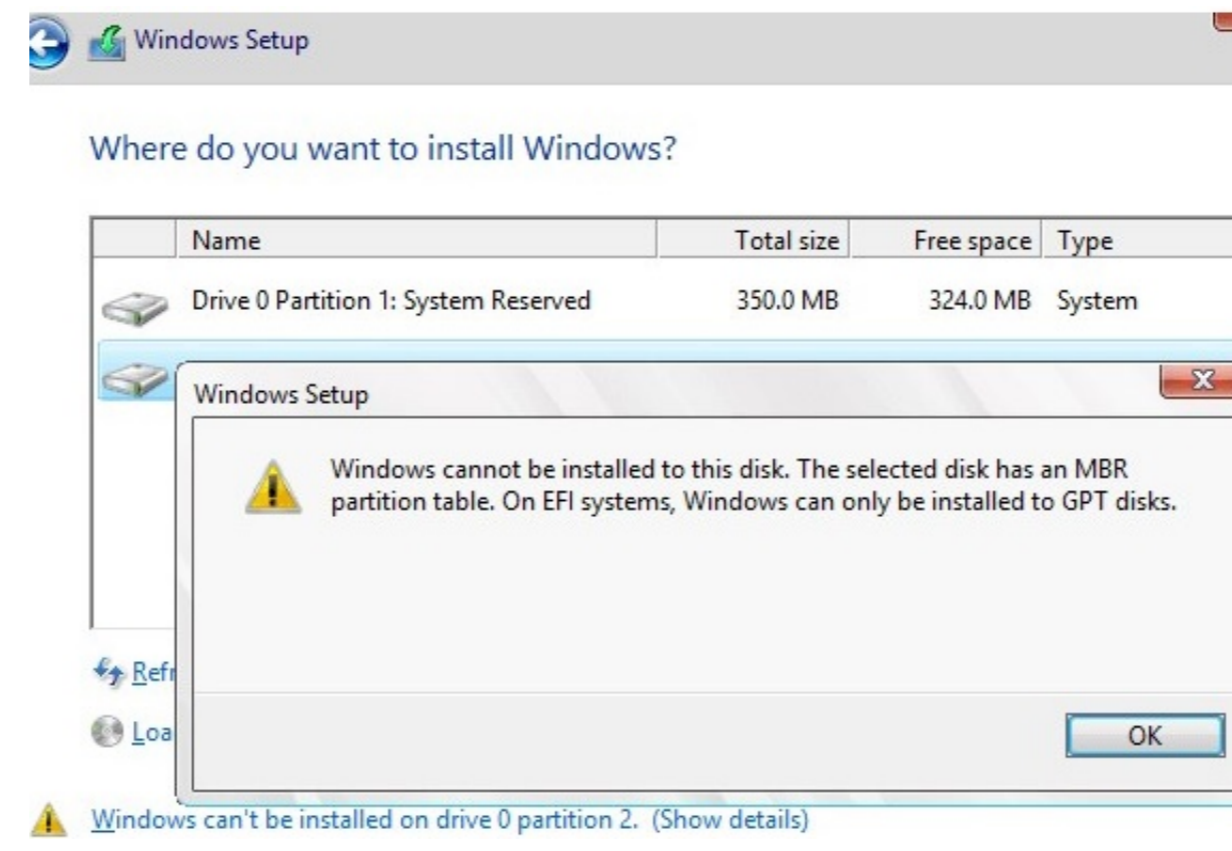 Windows Setup
Where do you want to install Windows?
Name Total size Free space Type
Drive 0 Partition 1: System Reserved 350.0 MB 324.0 MB System
Windows Setup
Windows cannot be installed to this disk. The selected disk has an MBR
partition table. On EFI systems, Windows can only be installed to GPT disks.
Refr
Loa
OK
Windows can't be installed on drive 0 partition 2. (Show details)